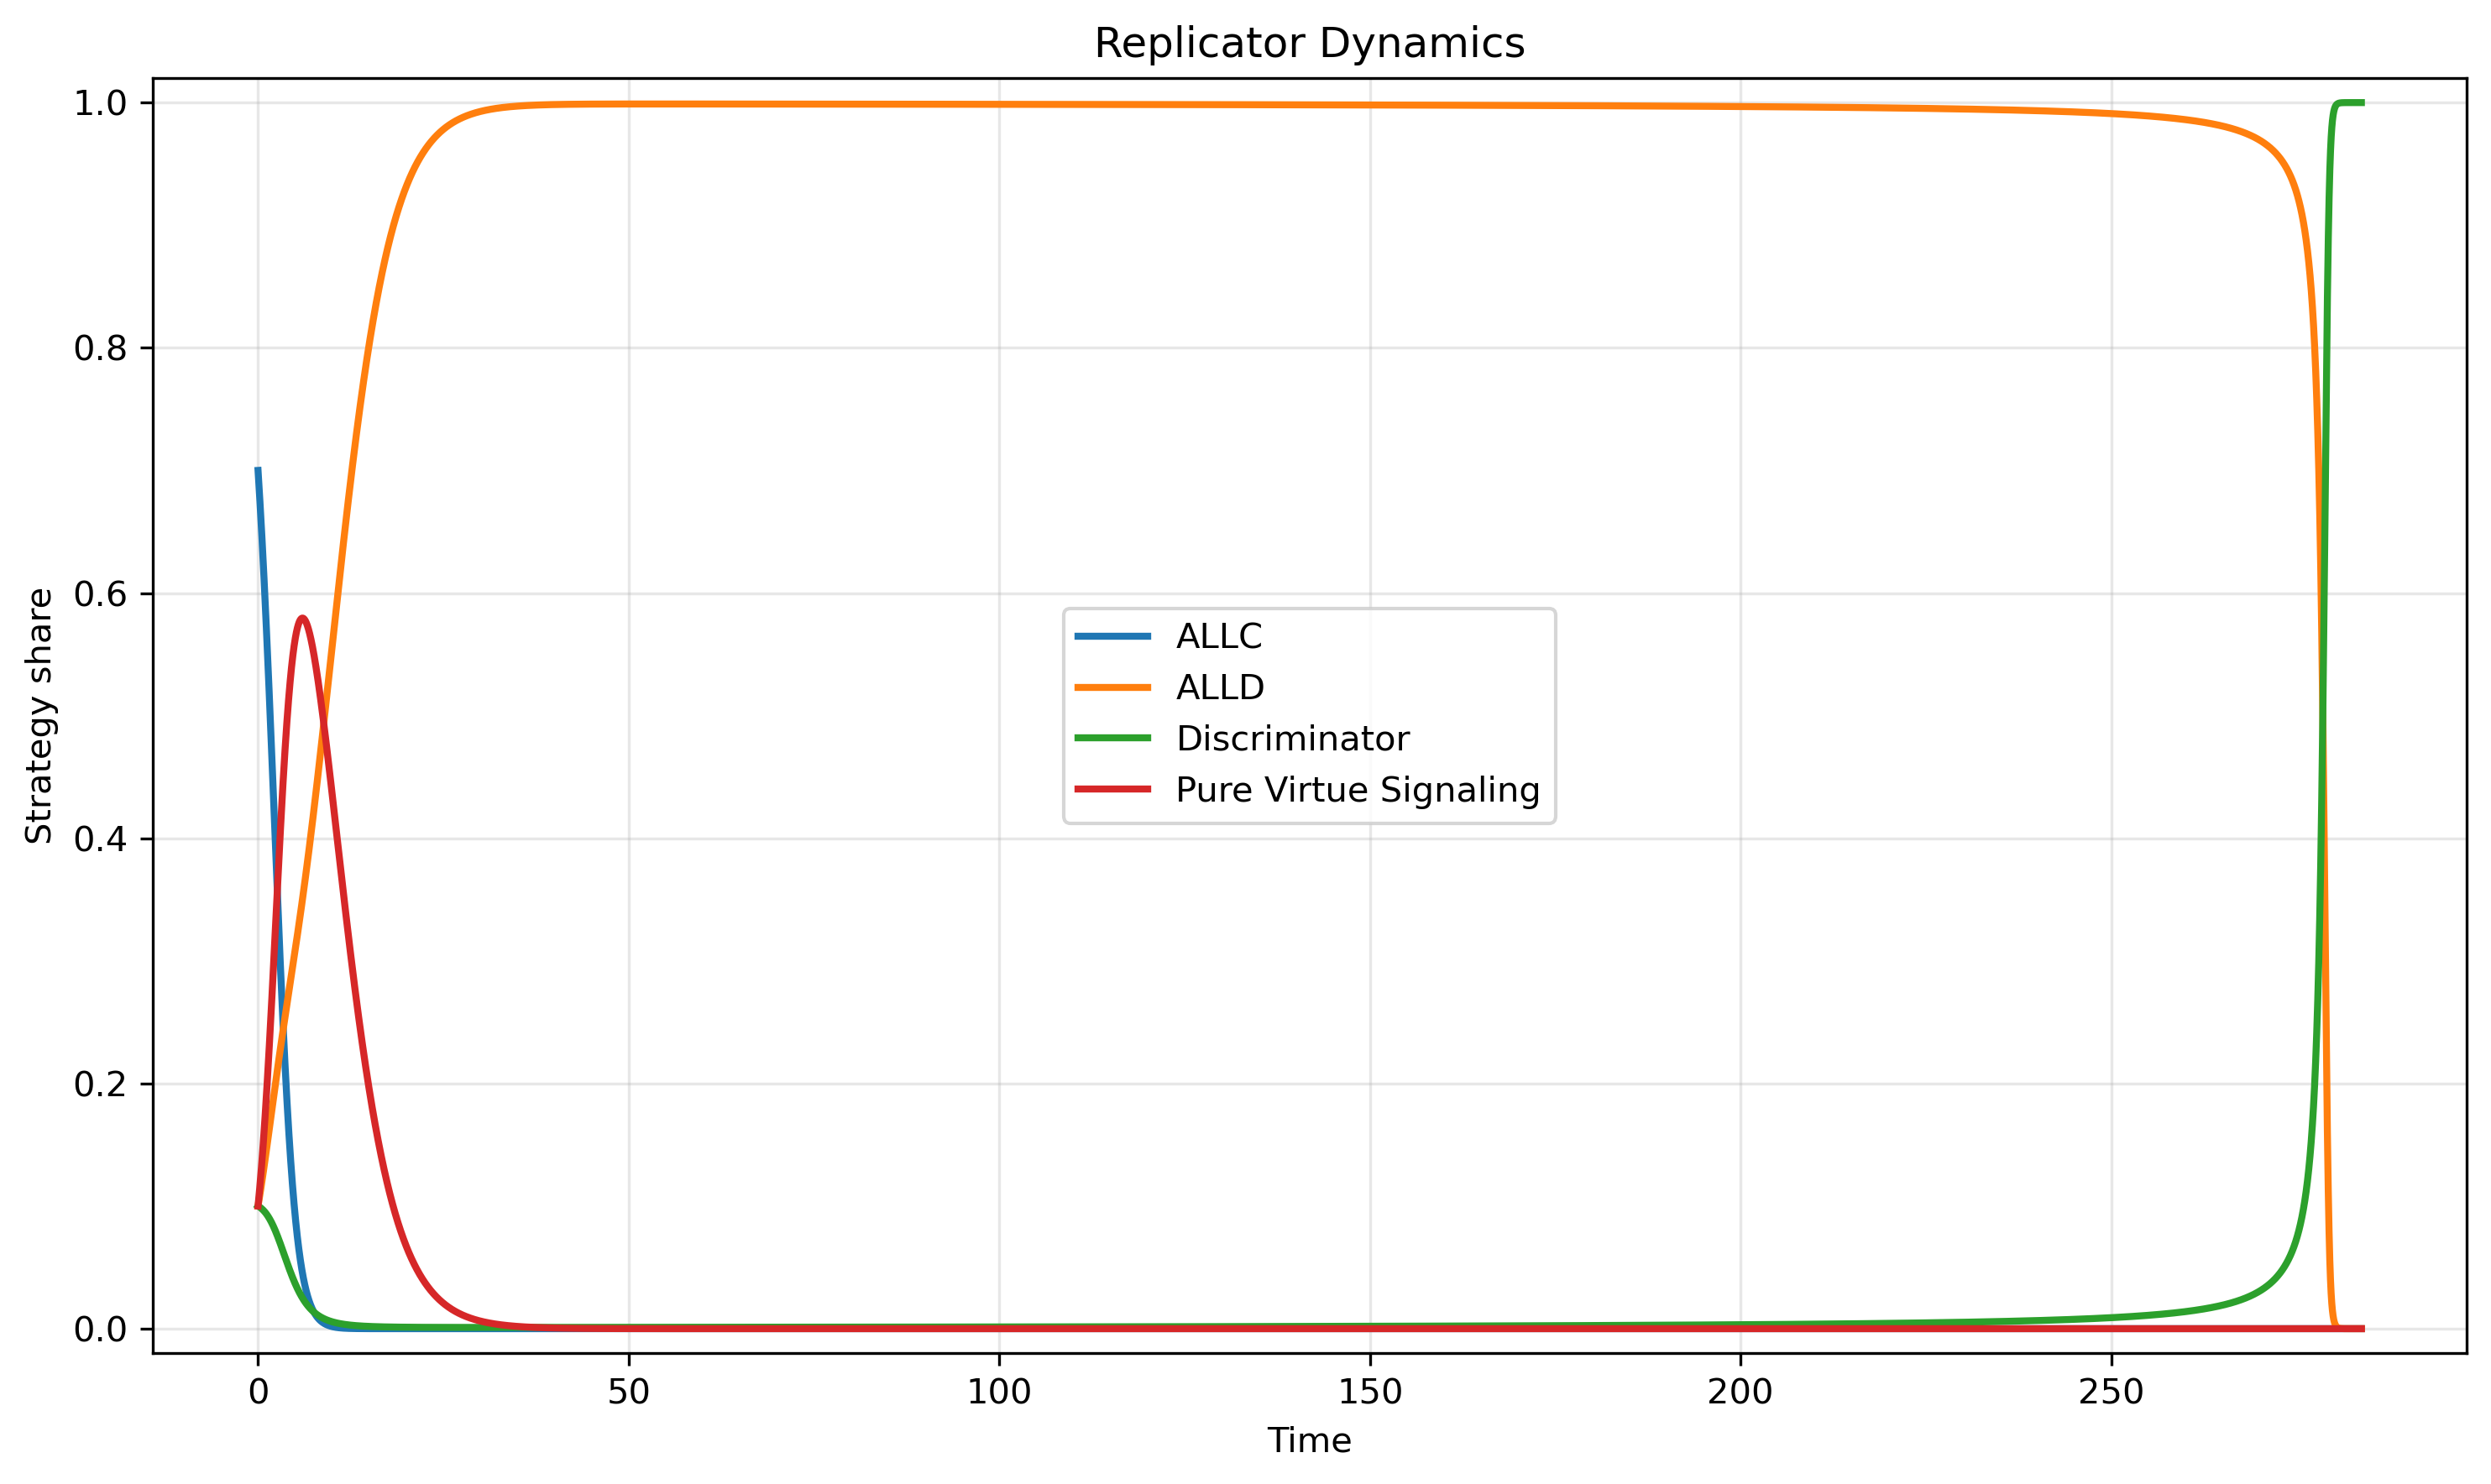 Replicator Dynamics
1.0
0.8
0.6
0.4
0.2
0.0
Strategy share
ALLC
ALLD
Discriminator
Pure Virtue Signaling
0 50 100 150 200 250
Time